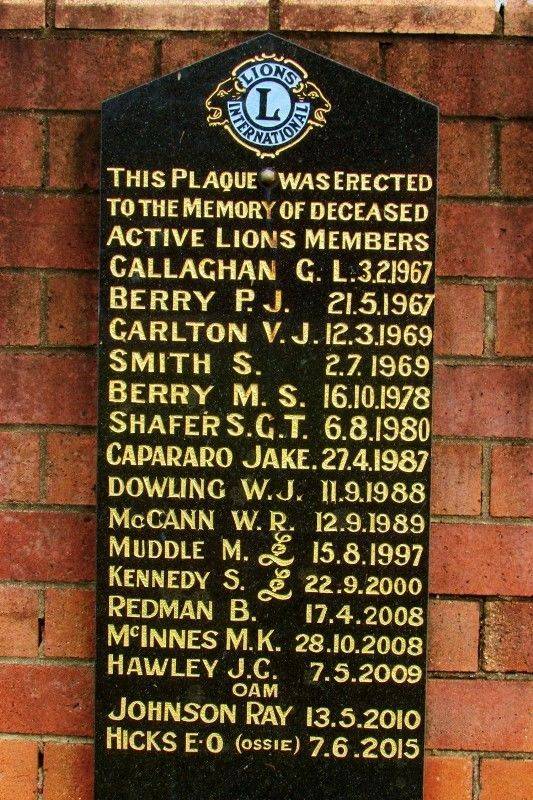 LIONS
L
INTERNATIONAL
THIS PLAQUE WAS ERECTED
TO THE MEMORY OF DECEASED
ACTIVE LIONS MEMBERS
CALLAGHAN G. L. 3.2.1967
BERRY P. J. 21.5.1967
CARLTON V. J. 12.3.1969
SMITH S. 2.7.1969
BERRY M. S. 16.10.1978
SHAFER S.G.T. 6.8.1980
CAPARARO JAKE. 27.4.1987
DOWLING W.J. 11.9.1988
McCANN W. R. 12.9.1989
MUDDLE M. 15.8.1997
KENNEDY S. 22.9.2000
REDMAN B. 17.4.2008
McINNES M.K. 28.10.2008
HAWLEY J.C. 7.5.2009
OAM
JOHNSON RAY 13.5.2010
HICKS E.O (OSSIE) 7.6.2015